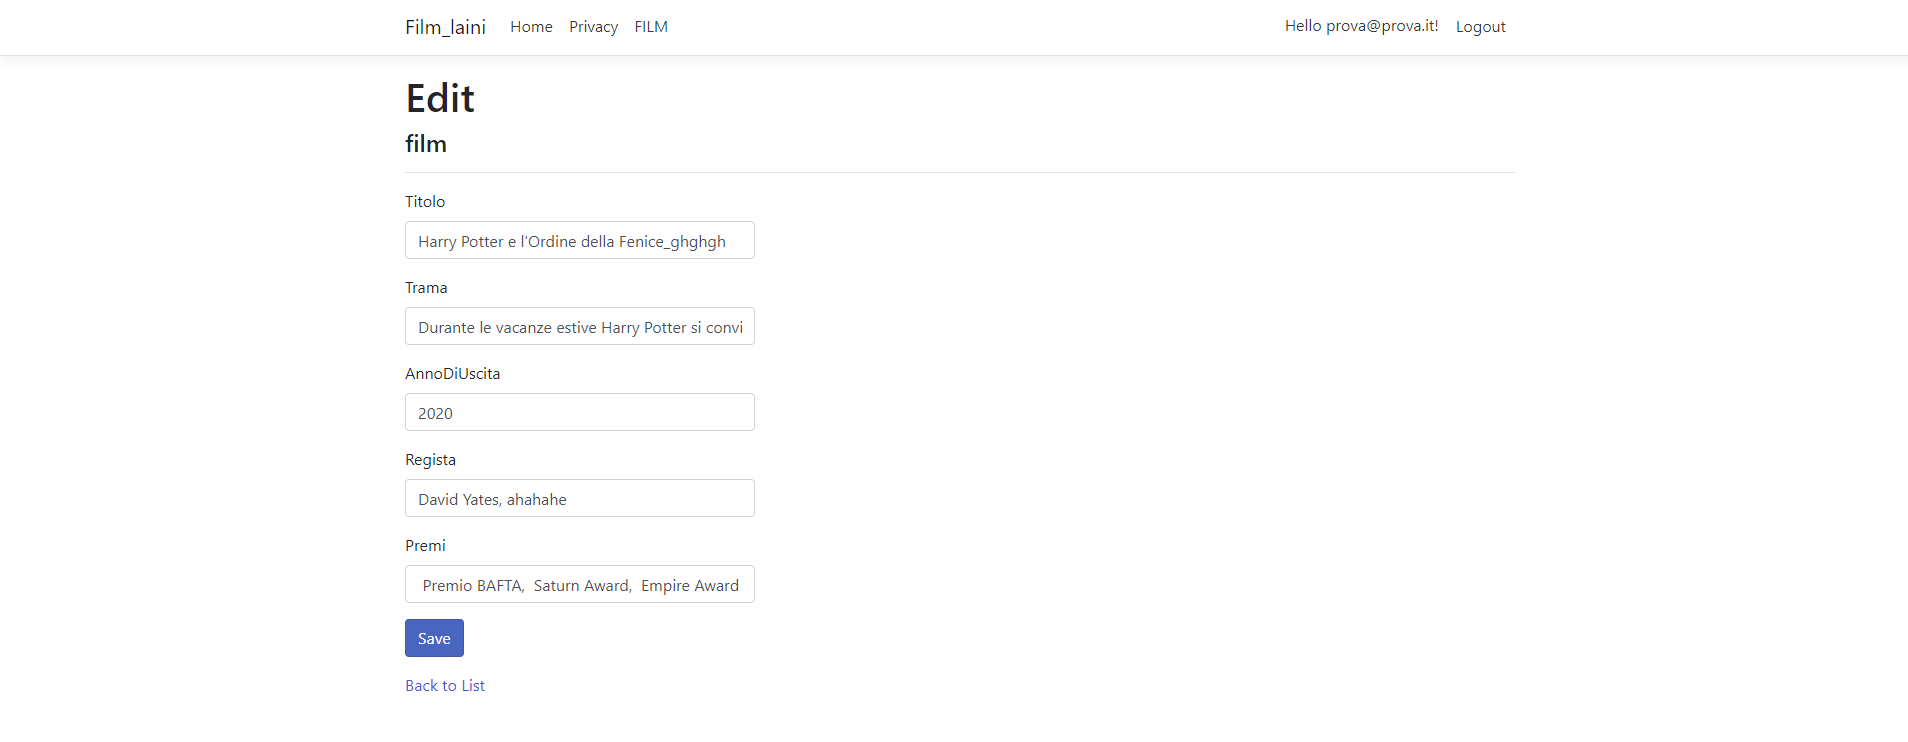 Film_laini Home Privacy FILM Hello prova@prova.it! Logout
Edit
film
Titolo
Harry Potter e l'Ordine della Fenice_ghghgh
Trama
Durante le vacanze estive Harry Potter si convi
AnnoDiUscita
2020
Regista
David Yates, ahahahe
Premi
Premio BAFTA, Saturn Award, Empire Award
Save
Back to List